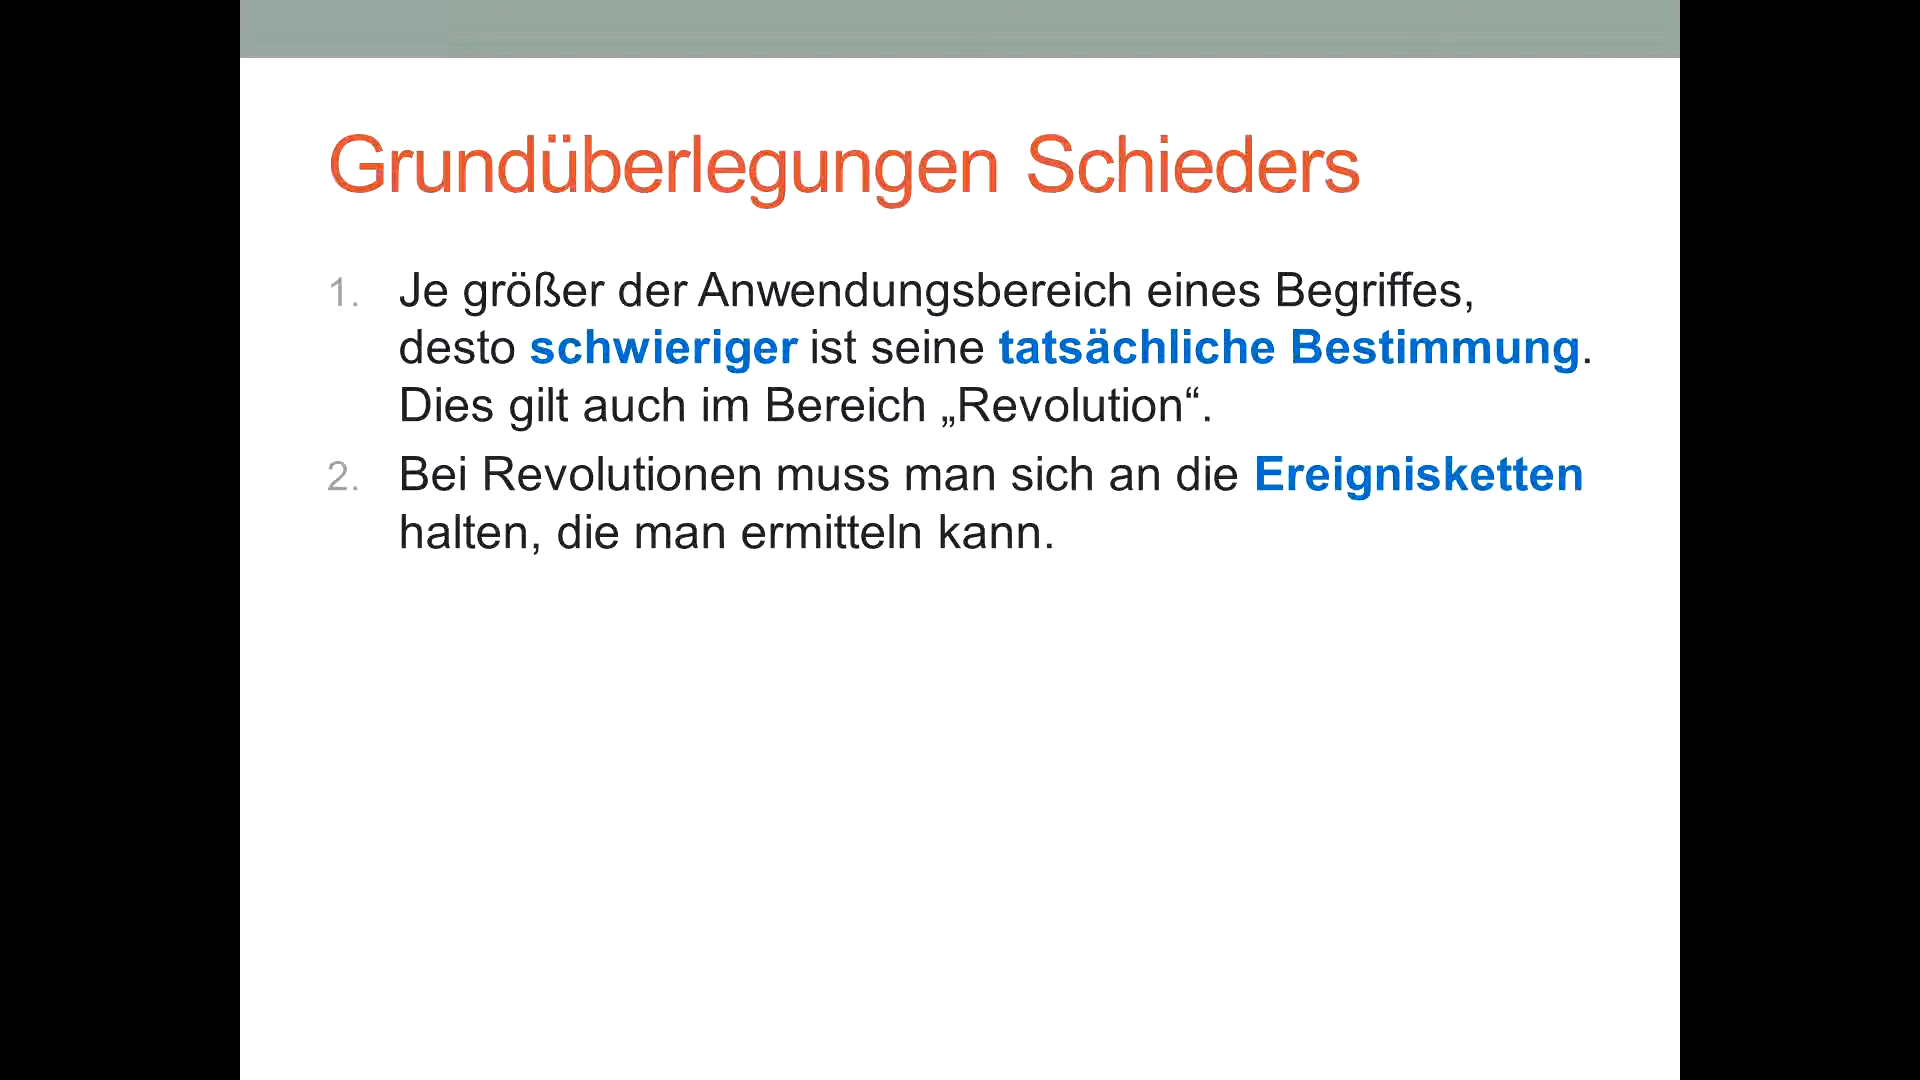 Grundüberlegungen Schieders
1. Je größer der Anwendungsbereich eines Begriffes,
desto schwieriger ist seine tatsächliche Bestimmung.
Dies gilt auch im Bereich „Revolution“.
2. Bei Revolutionen muss man sich an die Ereignisketten
halten, die man ermitteln kann.